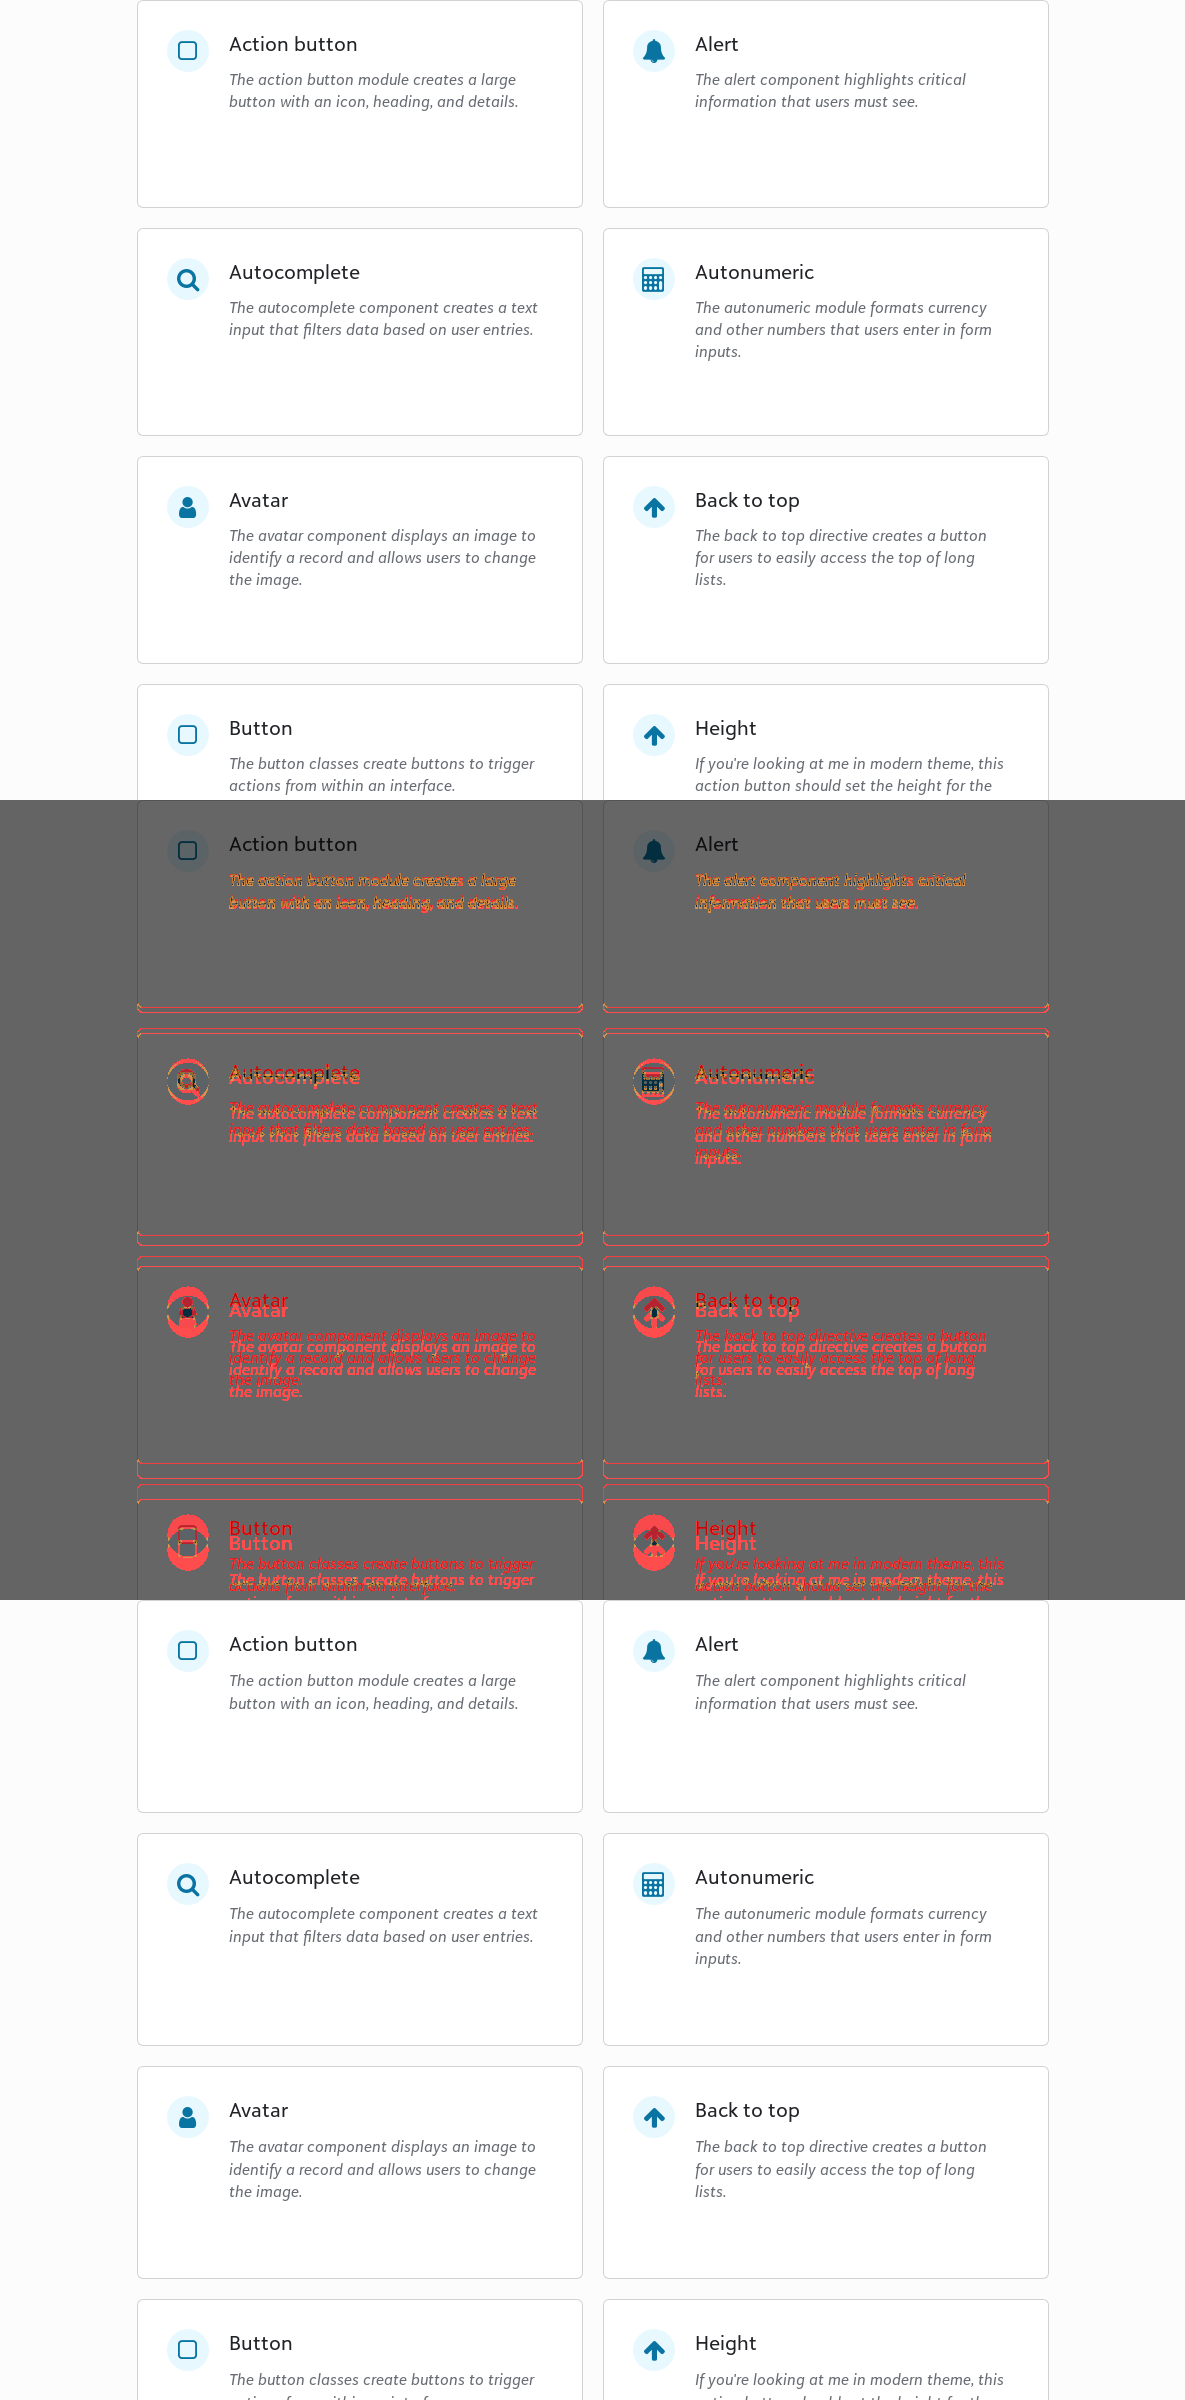 Action button
The action button module creates a large
button with an icon, heading, and details.
Alert
The alert component highlights critical
information that users must see.
Autocomplete
The autocomplete component creates a text
input that filters data based on user entries.
Autonumeric
The autonumeric module formats currency
and other numbers that users enter in form
inputs.
Avatar
The avatar component displays an image to
identify a record and allows users to change
the image.
Back to top
The back to top directive creates a button
for users to easily access the top of long
lists.
Button
The button classes create buttons to trigger
actions from within an interface.
Height
If you're looking at me in modern theme, this
action button should set the height for the
Action button
The action button module creates a large
button with an icon, heading, and details.
Alert
The alert component highlights critical
information that users must see.
Autocomplete
The autocomplete component creates a text
input that filters data based on user entries.
Autonumeric
The autonumeric module formats currency
and other numbers that users enter in form
inputs.
Avatar
The avatar component displays an image to
identify a record and allows users to change
the image.
Back to top
The back to top directive creates a button
for users to easily access the top of long
lists.
Button
The button classes create buttons to trigger
Height
If you're looking at me in modern theme, this
Action button
The action button module creates a large
button with an icon, heading, and details.
Alert
The alert component highlights critical
information that users must see.
Autocomplete
The autocomplete component creates a text
input that filters data based on user entries.
Autonumeric
The autonumeric module formats currency
and other numbers that users enter in form
inputs.
Avatar
The avatar component displays an image to
identify a record and allows users to change
the image.
Back to top
The back to top directive creates a button
for users to easily access the top of long
lists.
Button
The button classes create buttons to trigger
Height
If you're looking at me in modern theme, this